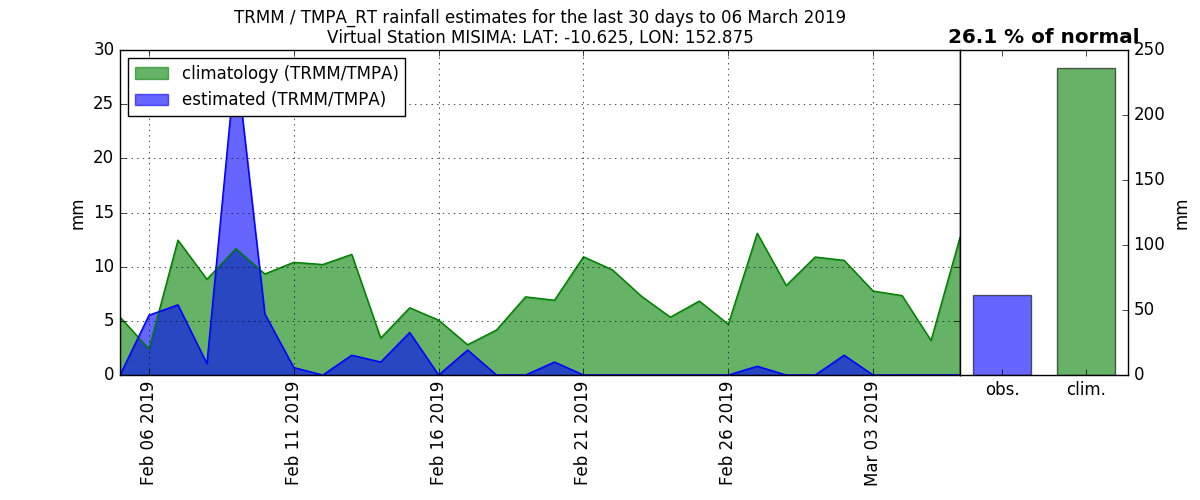 TRMM / TMPA_RT rainfall estimates for the last 30 days to 06 March 2019
Virtual Station MISIMA: LAT: -10.625, LON: 152.875
26.1 % of normal
climatology (TRMM/TMPA)
estimated (TRMM/TMPA)
30
25
20
15
10
5
0
mm
250
200
150
100
50
0
mm
obs.
clim.
Feb 06 2019
Feb 11 2019
Feb 16 2019
Feb 21 2019
Feb 26 2019
Mar 03 2019